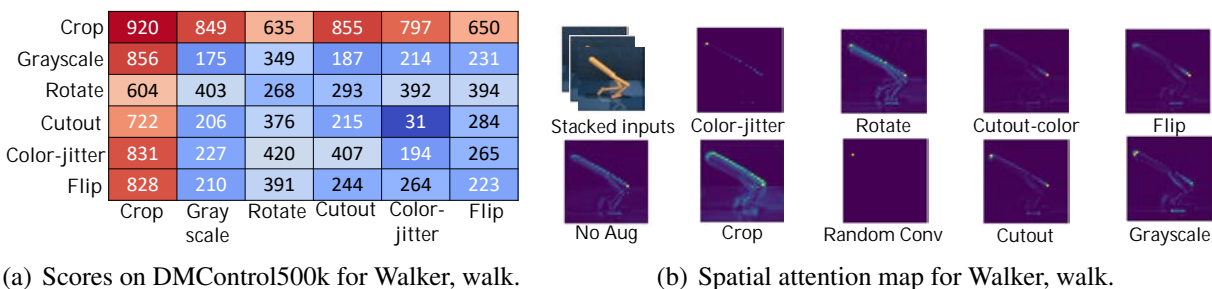 Crop 920 849 635 855 797 650
Grayscale 856 175 349 187 214 231
Rotate 604 403 268 293 392 394
Cutout 722 206 376 215 31 284
Color-jitter 831 227 420 407 194 265
Flip 828 210 391 244 264 223
Crop Gray scale Rotate Cutout Color-jitter Flip
(a) Scores on DMControl500k for Walker, walk.
Stacked inputs Color-jitter Rotate Cutout-color Flip
No Aug Crop Random Conv Cutout Grayscale
(b) Spatial attention map for Walker, walk.